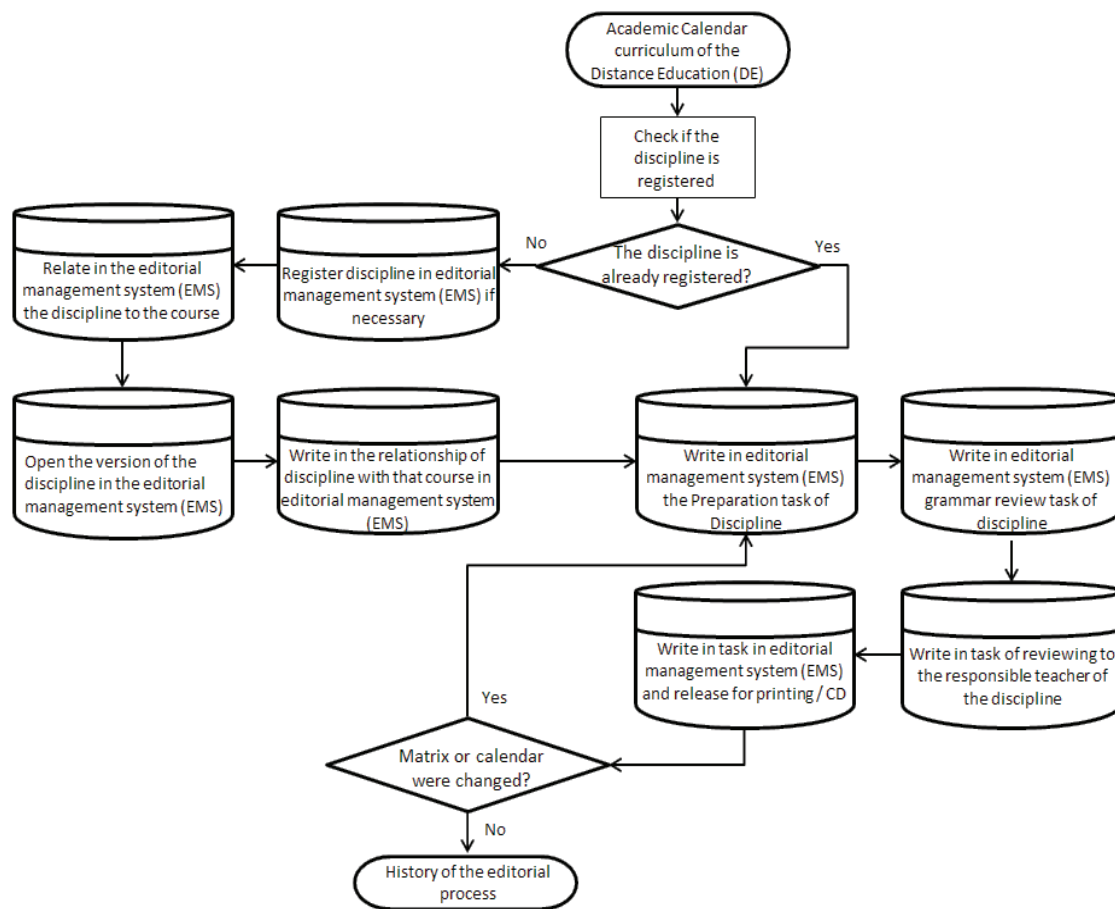 Academic Calendar
curriculum of the
Distance Education (DE)
Check if the
discipline is
registered
No
The discipline is
already registered?
Yes
Relate in the editorial
management system (EMS)
the discipline to the course
Register discipline in editorial
management system (EMS) if
necessary
Open the version of the
discipline in the editorial
management system (EMS)
Write in the relationship of
discipline with that course in
editorial management system
(EMS)
Write in editorial
management system (EMS)
the Preparation task of
Discipline
Write in editorial
management system (EMS)
grammar review task of
discipline
Write in task in editorial
management system (EMS)
and release for printing / CD
Write in task of reviewing to
the responsible teacher of
the discipline
Yes
Matrix or calendar
were changed?
No
History of the editorial
process